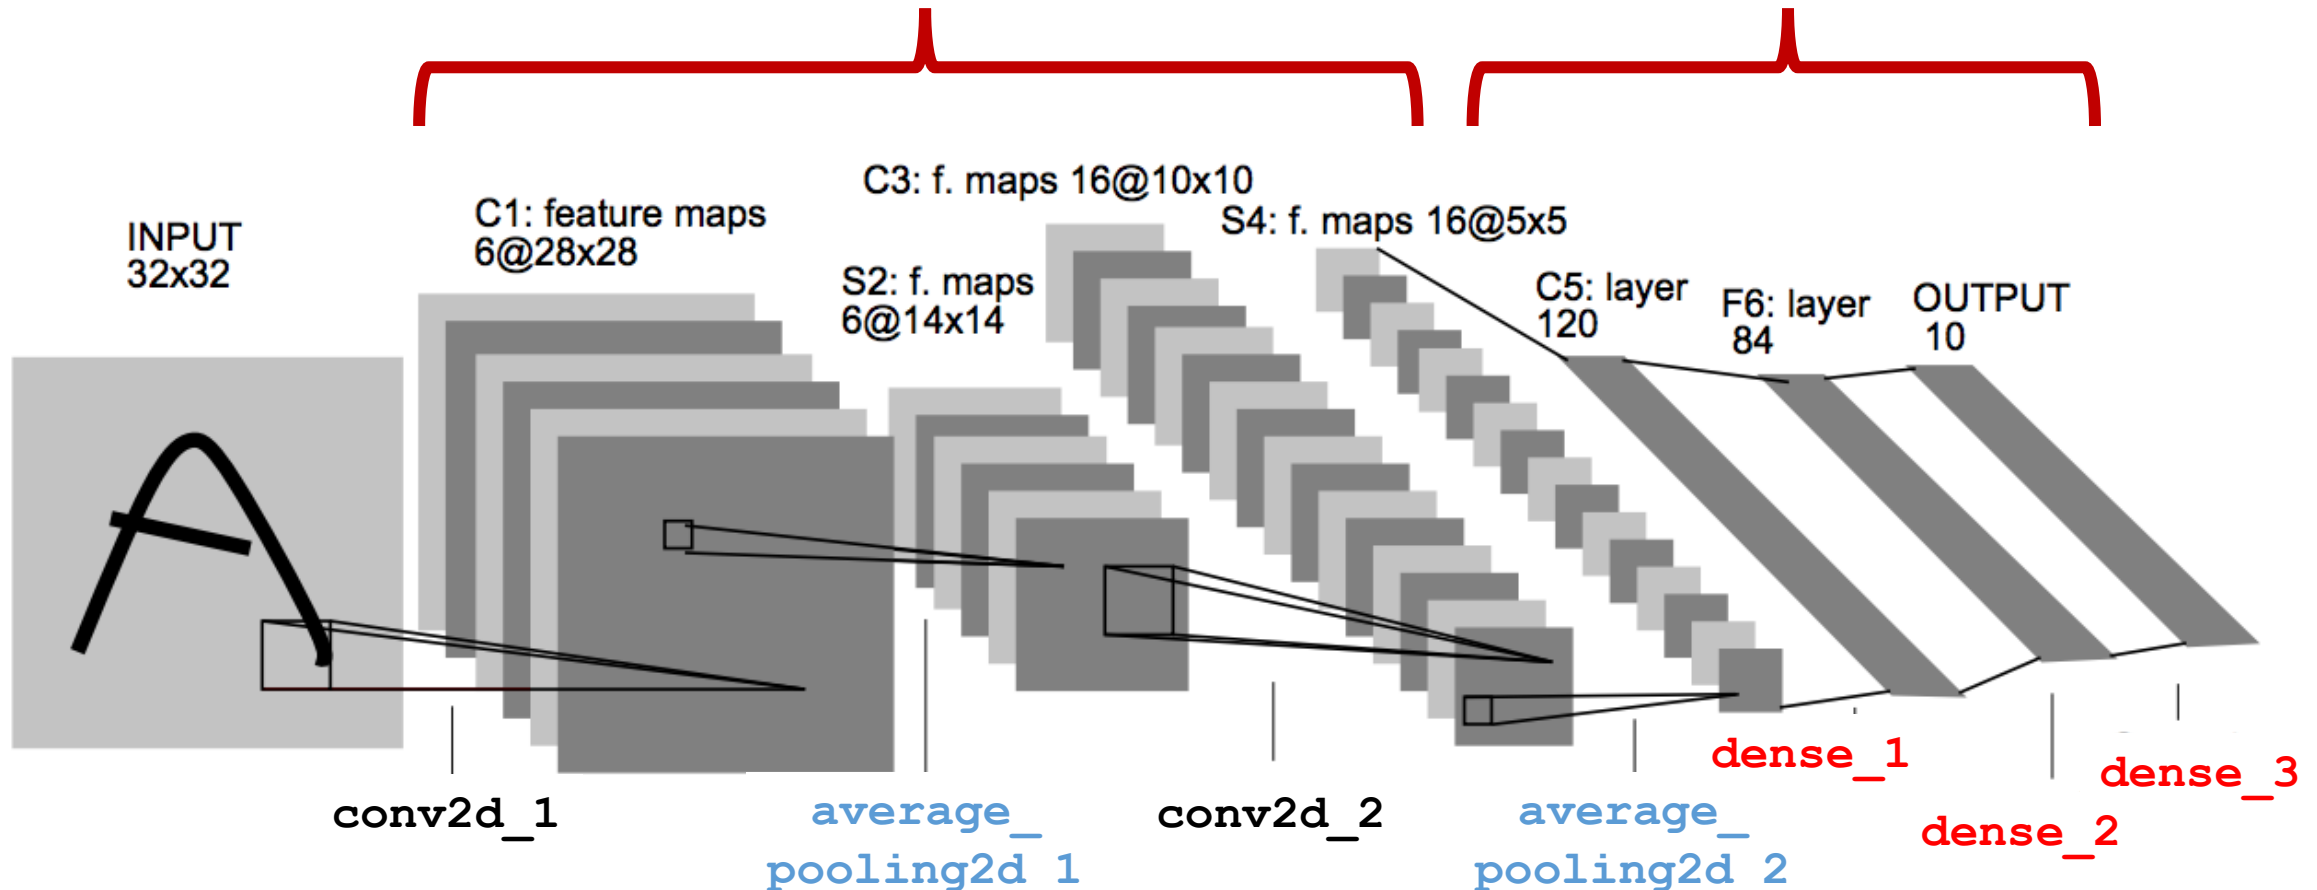 INPUT
32x32
C1: feature maps
6@28x28
S2: f. maps
6@14x14
C3: f. maps 16@10x10
S4: f. maps 16@5x5
C5: layer
120
F6: layer
84
OUTPUT
10
conv2d_1
average_
pooling2d_1
conv2d_2
average_
pooling2d_2
dense_1
dense_2
dense_3